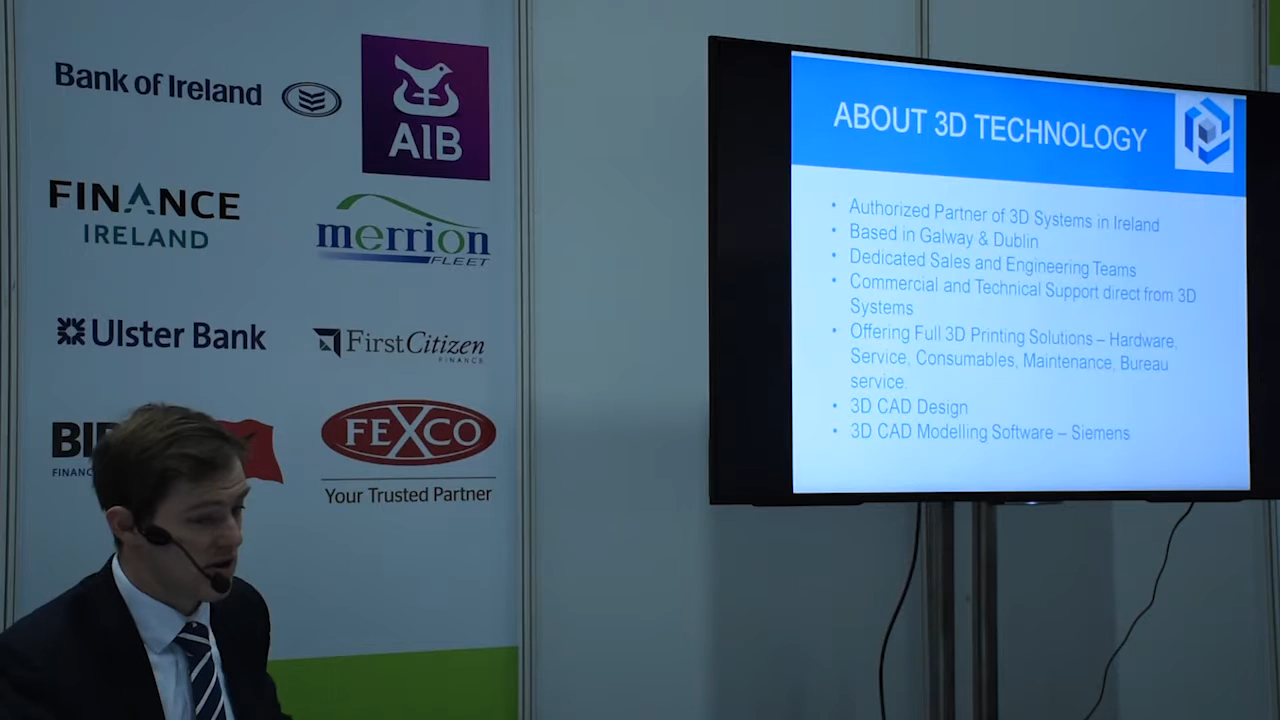 Bank of Ireland
AIB
FINANCE
IRELAND
merrion
FLEET
Ulster Bank
First Citizen
FINANCE
FEXCO
Your Trusted Partner
ABOUT 3D TECHNOLOGY
• Authorized Partner of 3D Systems in Ireland
• Based in Galway & Dublin
• Dedicated Sales and Engineering Teams
• Commercial and Technical Support direct from 3D
Systems
• Offering Full 3D Printing Solutions – Hardware,
Service, Consumables, Maintenance, Bureau
service.
• 3D CAD Design
• 3D CAD Modelling Software – Siemens